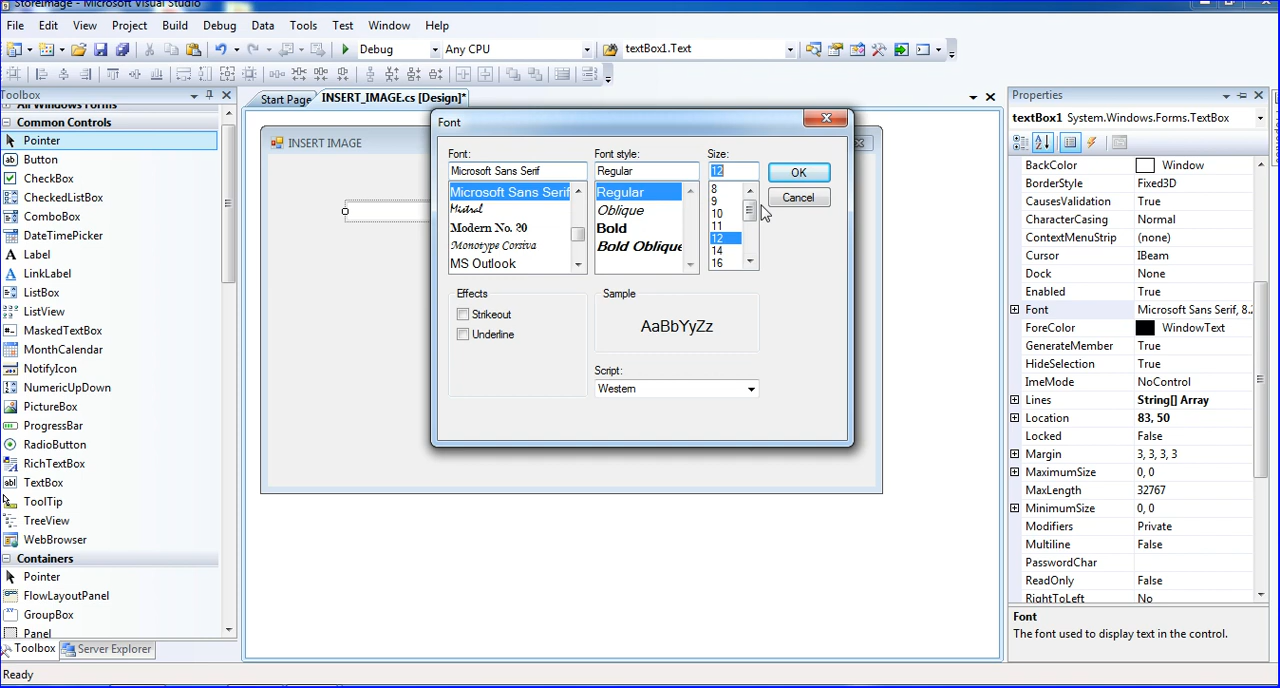 StoreImage - Microsoft Visual Studio
File Edit View Project Build Debug Data Tools Test Window Help
Debug Any CPU textBox1.Text
Toolbox
All Windows Forms
Common Controls
Pointer
Button
CheckBox
CheckedListBox
ComboBox
DateTimePicker
Label
LinkLabel
ListBox
ListView
MaskedTextBox
MonthCalendar
NotifyIcon
NumericUpDown
PictureBox
ProgressBar
RadioButton
RichTextBox
TextBox
ToolTip
TreeView
WebBrowser
Containers
Pointer
FlowLayoutPanel
GroupBox
Panel
Toolbox Server Explorer
Start Page INSERT_IMAGE.cs [Design]*
INSERT IMAGE
Font
Font: Font style: Size:
Microsoft Sans Serif Regular 12
Microsoft Sans Serif
Mistral
Modern No. 20
Monotype Corsiva
MS Outlook
Regular
Oblique
Bold
Bold Oblique
8
9
10
11
12
14
16
OK
Cancel
Effects
Strikeout
Underline
Sample
AaBbYyZz
Script:
Western
Properties
textBox1 System.Windows.Forms.TextBox
BackColor Window
BorderStyle Fixed3D
CausesValidation True
CharacterCasing Normal
ContextMenuStrip (none)
Cursor IBeam
Dock None
Enabled True
Font Microsoft Sans Serif, 8.2
ForeColor WindowText
GenerateMember True
HideSelection True
ImeMode NoControl
Lines String[] Array
Location 83, 50
Locked False
Margin 3, 3, 3, 3
MaximumSize 0, 0
MaxLength 32767
MinimumSize 0, 0
Modifiers Private
Multiline False
PasswordChar
ReadOnly False
RightToLeft No
Font
The font used to display text in the control.
Ready